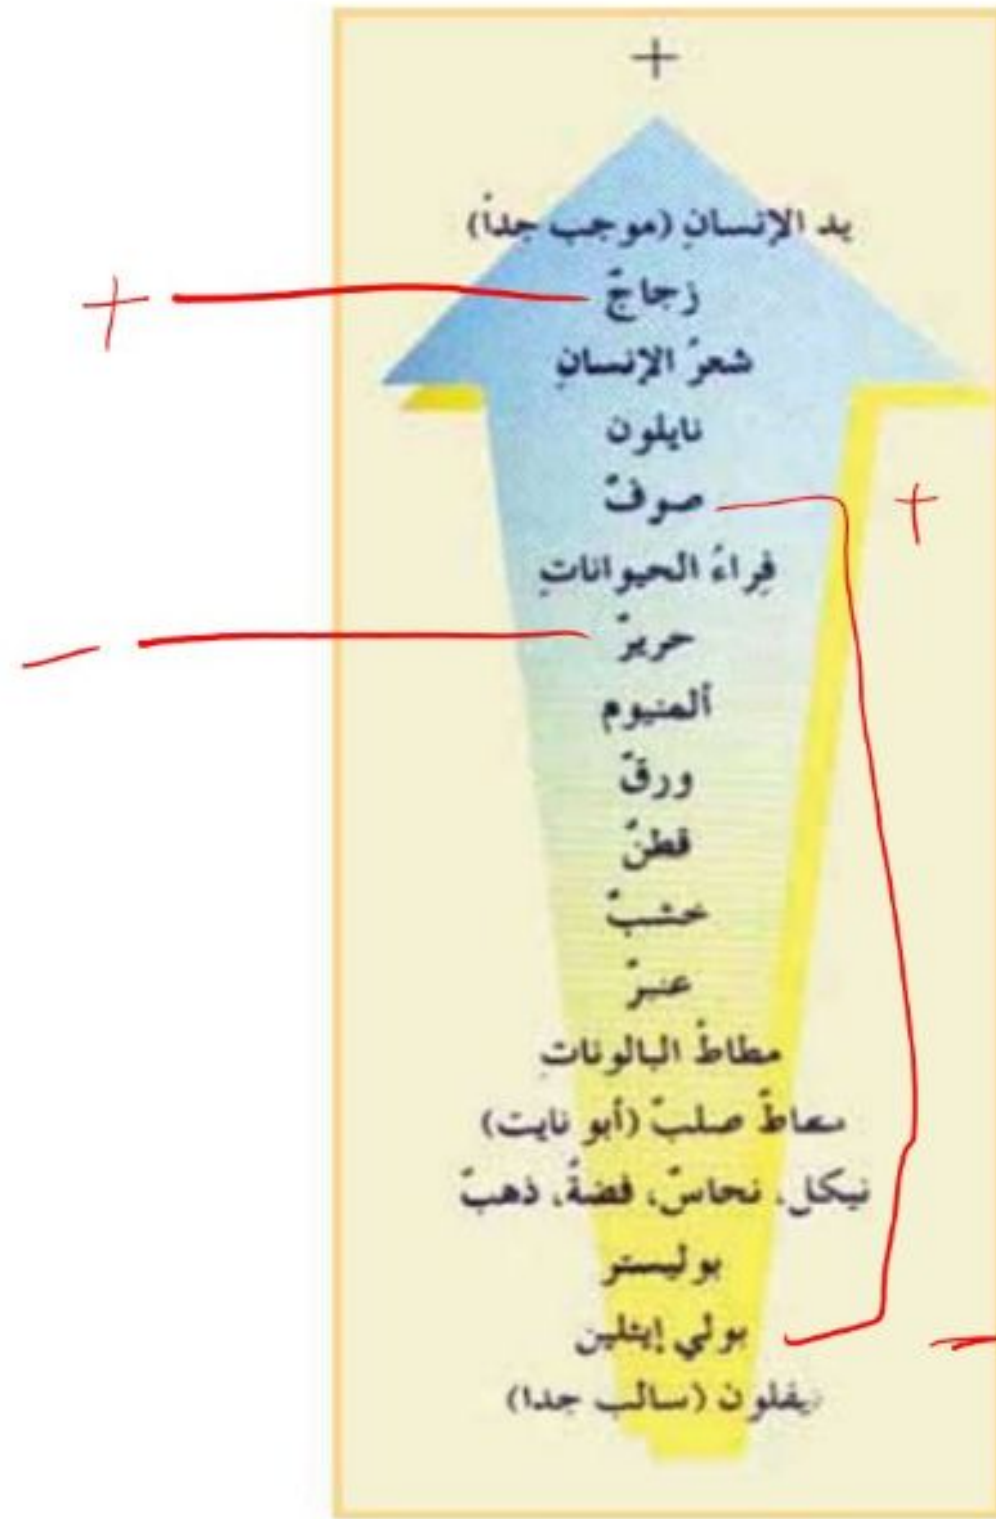 +
يد الإنسانِ (موجب جداً)
+ زجاجٌ
شعرُ الإنسانِ
نايلون
صوفٌ +
فِراءُ الحيواناتِ
- حريرٌ
ألمنيوم
ورقٌ
قطنٌ
خشبٌ
عنبرٌ
مطاطُ البالوناتِ
مطاطٌ صلبٌ (أبو نايت)
نيكل، نحاسٌ، فضةٌ، ذهبٌ
بوليستر
بولي إيثلين -
تيفلون (سالب جدا)